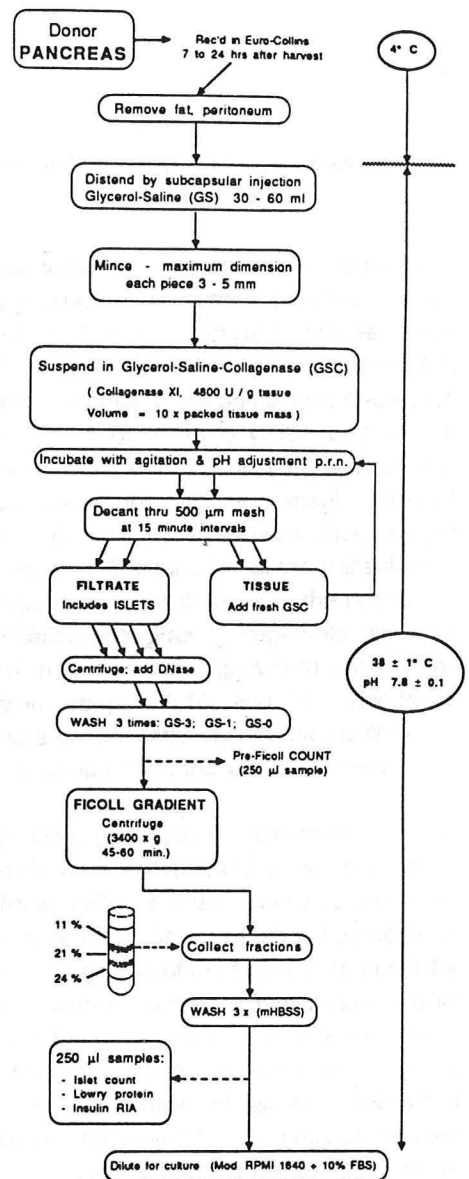 Donor
PANCREAS
Rec'd in Euro-Collins
7 to 24 hrs after harvest
4° C
Remove fat, peritoneum
Distend by subcapsular injection
Glycerol-Saline (GS) 30 - 60 ml
Mince - maximum dimension
each piece 3 - 5 mm
Suspend in Glycerol-Saline-Collagenase (GSC)
( Collagenase XI, 4800 U / g tissue
Volume = 10 x packed tissue mass )
Incubate with agitation & pH adjustment p.r.n.
Decant thru 500 µm mesh
at 15 minute intervals
FILTRATE
Includes ISLETS
TISSUE
Add fresh GSC
Centrifuge; add DNase
38 ± 1° C
pH 7.8 ± 0.1
WASH 3 times: GS-3; GS-1; GS-0
Pre-Ficoll COUNT
(250 µl sample)
FICOLL GRADIENT
Centrifuge
(3400 x g
45-60 min.)
11 %
21 %
24 %
Collect fractions
WASH 3 x (mHBSS)
250 µl samples:
- Islet count
- Lowry protein
- Insulin RIA
Dilute for culture (Mod RPMI 1640 + 10% FBS)